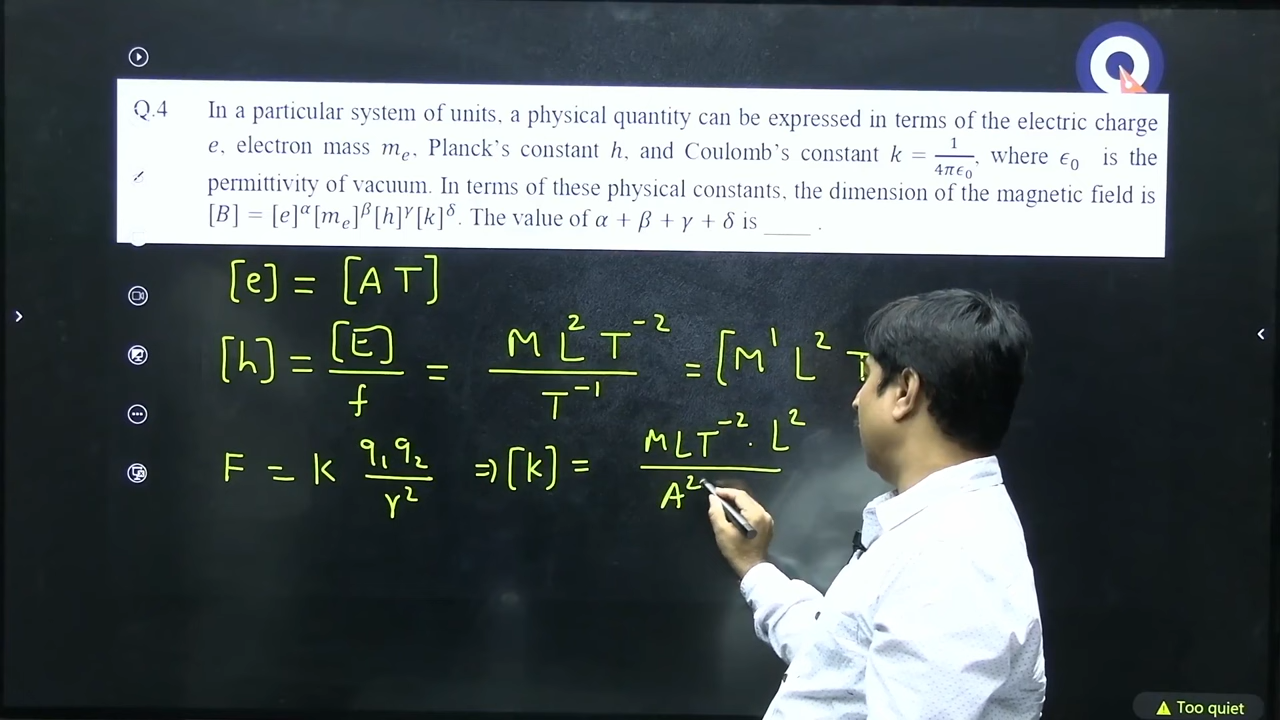 Q.4 In a particular system of units, a physical quantity can be expressed in terms of the electric charge
e, electron mass mₑ, Planck's constant h, and Coulomb's constant k = 1/4πϵ₀, where ϵ₀ is the
permittivity of vacuum. In terms of these physical constants, the dimension of the magnetic field is
[B] = [e]^α[mₑ]^β[h]^γ[k]^δ. The value of α + β + γ + δ is ____ .
[e] = [A T]
[h] = [E]/f = M L² T⁻² / T⁻¹ = [M¹ L² T
F = k q₁q₂/r² ⇒ [k] = MLT⁻² · L² / A²
Too quiet